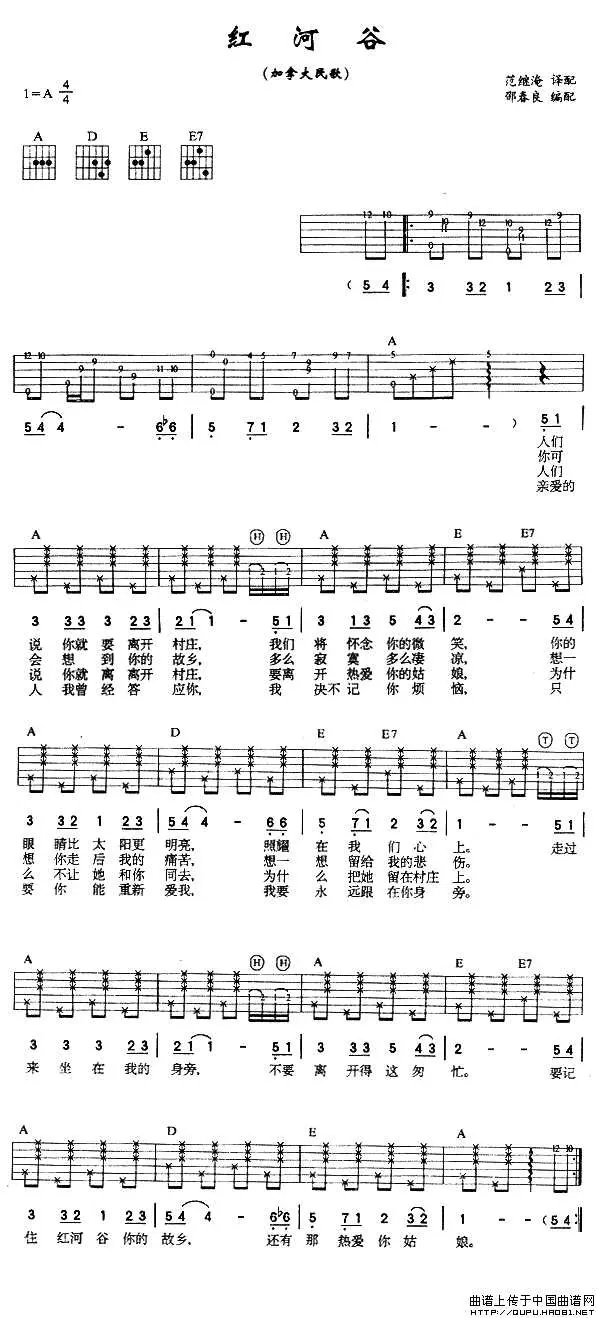 红 河 谷
(加拿大民歌)
1=A 4/4
范继淹 译配
邵春良 编配
A D E E7
12 10 9 10 11 0 9 12 10 0 9 11 12 9
( 5 4 3 3 2 1 2 3
A
5 4 4 - 6 ♭6 5 7 1 2 3 2 1 - - ) 5 1
人们
你可
人们
亲爱的
A A H H A E E7
3 3 3 3 2 3 2 1 1 - 5 1 3 1 3 5 4 3 2 - - 5 4
说 你就 要 离开 村庄, 我们 将 怀念 你的微 笑, 你的
会 想 到 你的 故乡, 多么 寂 寞 多么凄 凉, 想一
说 你就 离 离开 村庄, 要离 开 热爱 你的姑 娘, 为什
人 我曾 经 答 应你, 我 决不 记 你 烦 恼, 只
A D E E7 A T T
3 3 2 1 2 3 5 4 4 - 6 6 5 7 1 2 3 2 1 - - 5 1
眼 睛比 太 阳更 明亮, 照耀 在 我 们 心 上。 走过
想 你走 后 我的 痛苦, 想一 想 留给 我的悲 伤。
么 不让 她 和你 同去, 为什 么 把她 留在村庄 上。
要 你 能 重新 爱我, 我要 永 远跟 在你身 旁。
A A H H A E E7
3 3 3 2 3 2 1 1 - 5 1 3 3 3 5 4 3 2 - - 5 4
来 坐 在 我的 身旁, 不要 离 开得 这 匆 忙。 要记
A D E A
3 3 2 1 2 3 5 4 4 - 6 ♭6 5 7 1 2 3 2 1 - - ( 5 4
住 红河 谷 你的 故乡, 还有 那 热爱 你 姑 娘。
曲谱上传于中国曲谱网
HTTP://QUPU.HAO81.NET